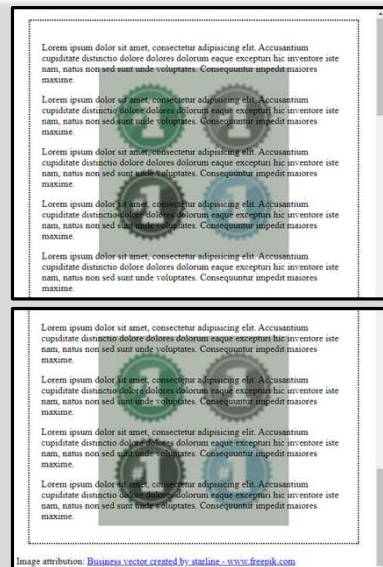 Lorem ipsum dolor sit amet, consectetur adipisicing elit. Accusantium
cupiditate distinctio dolore dolores dolorum eaque excepturi hic inventore iste
nam, natus non sed sunt unde voluptates. Consequuntur impedit maiores
maxime.
Lorem ipsum dolor sit amet, consectetur adipisicing elit. Accusantium
cupiditate distinctio dolore dolores dolorum eaque excepturi hic inventore iste
nam, natus non sed sunt unde voluptates. Consequuntur impedit maiores
maxime.
1 1
Lorem ipsum dolor sit amet, consectetur adipisicing elit. Accusantium
cupiditate distinctio dolore dolores dolorum eaque excepturi hic inventore iste
nam, natus non sed sunt unde voluptates. Consequuntur impedit maiores
maxime.
Lorem ipsum dolor sit amet, consectetur adipisicing elit. Accusantium
cupiditate distinctio dolore dolores dolorum eaque excepturi hic inventore iste
nam, natus non sed sunt unde voluptates. Consequuntur impedit maiores
maxime.
1 1
Lorem ipsum dolor sit amet, consectetur adipisicing elit. Accusantium
cupiditate distinctio dolore dolores dolorum eaque excepturi hic inventore iste
nam, natus non sed sunt unde voluptates. Consequuntur impedit maiores
maxime.
Lorem ipsum dolor sit amet, consectetur adipisicing elit. Accusantium
cupiditate distinctio dolore dolores dolorum eaque excepturi hic inventore iste
nam, natus non sed sunt unde voluptates. Consequuntur impedit maiores
maxime.
1 1
Lorem ipsum dolor sit amet, consectetur adipisicing elit. Accusantium
cupiditate distinctio dolore dolores dolorum eaque excepturi hic inventore iste
nam, natus non sed sunt unde voluptates. Consequuntur impedit maiores
maxime.
Lorem ipsum dolor sit amet, consectetur adipisicing elit. Accusantium
cupiditate distinctio dolore dolores dolorum eaque excepturi hic inventore iste
nam, natus non sed sunt unde voluptates. Consequuntur impedit maiores
maxime.
#1 #1
Lorem ipsum dolor sit amet, consectetur adipisicing elit. Accusantium
cupiditate distinctio dolore dolores dolorum eaque excepturi hic inventore iste
nam, natus non sed sunt unde voluptates. Consequuntur impedit maiores
maxime.
Image attribution: Business vector created by starline - www.freepik.com